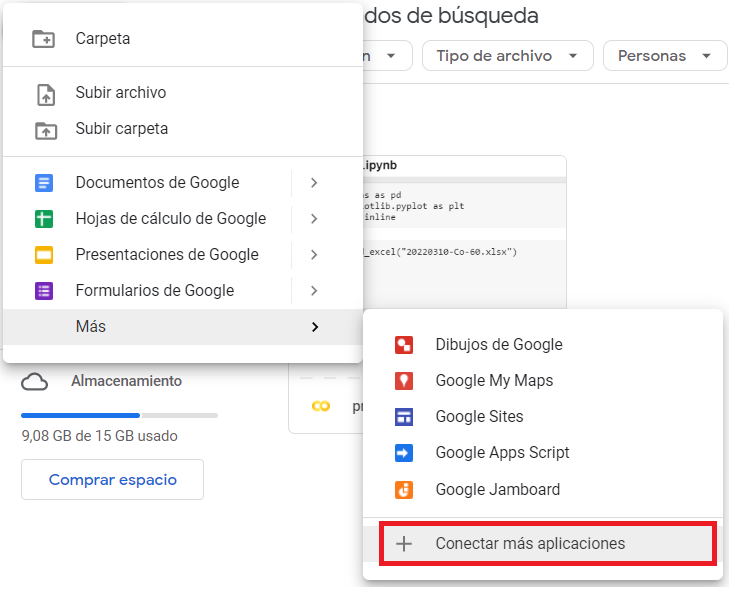 dos de búsqueda
Carpeta
Tipo de archivo
Personas
Subir archivo
Subir carpeta
.ipynb
Documentos de Google
as pd
Hojas de cálculo de Google
otlib.pyplot as plt
inline
Presentaciones de Google
_excel("20220310-Co-60.xlsx")
Formularios de Google
Más
Dibujos de Google
Almacenamiento
Google My Maps
9,08 GB de 15 GB usado
Google Sites
Google Apps Script
Comprar espacio
Google Jamboard
Conectar más aplicaciones